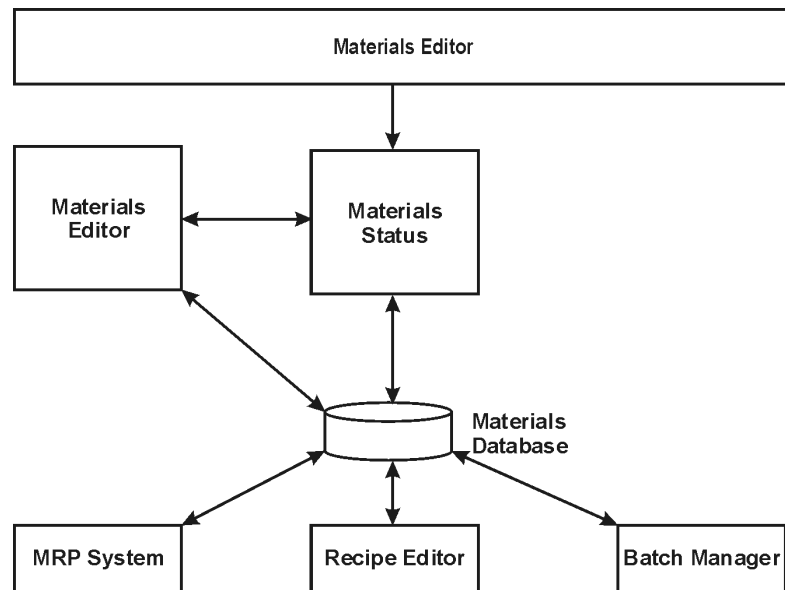 Materials Editor
Materials
Editor
Materials
Status
Materials
Database
MRP System
Recipe Editor
Batch Manager